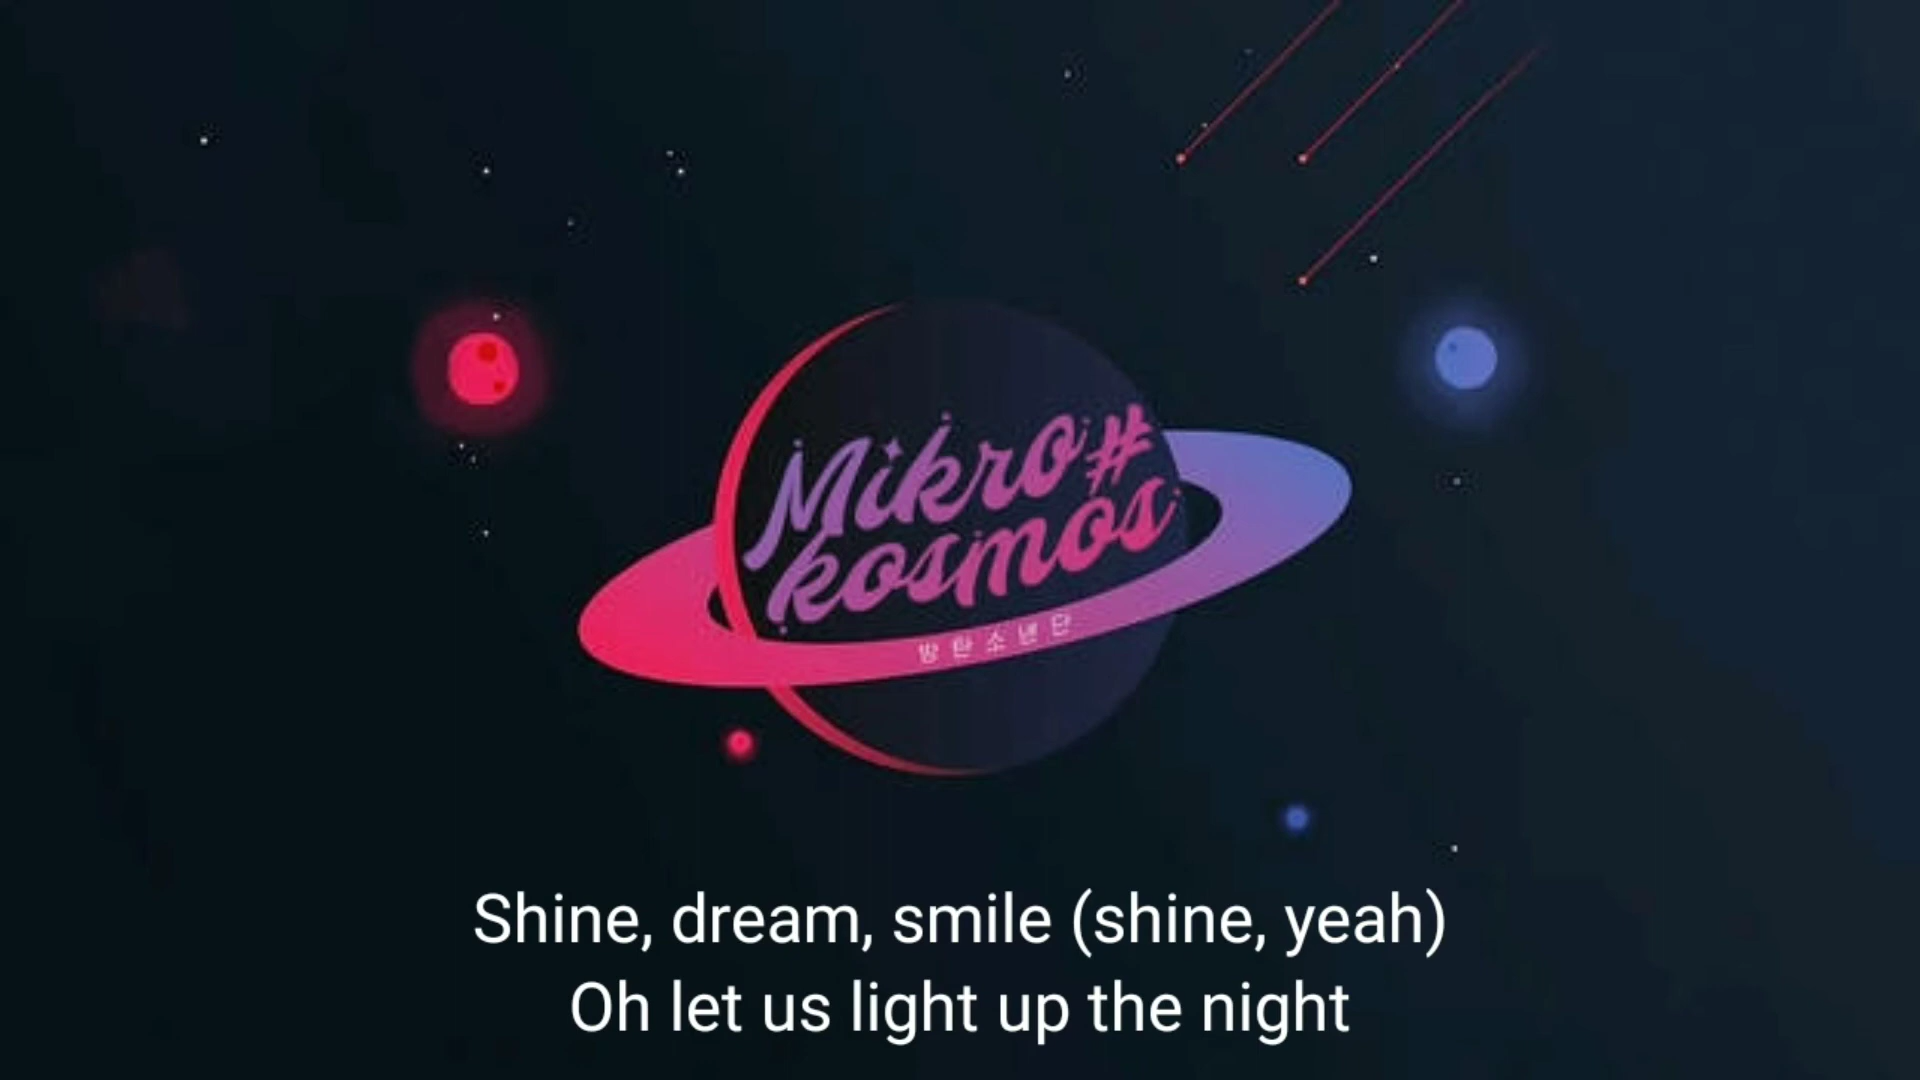 Mikro#
kosmos
방탄소년단
Shine, dream, smile (shine, yeah)
Oh let us light up the night